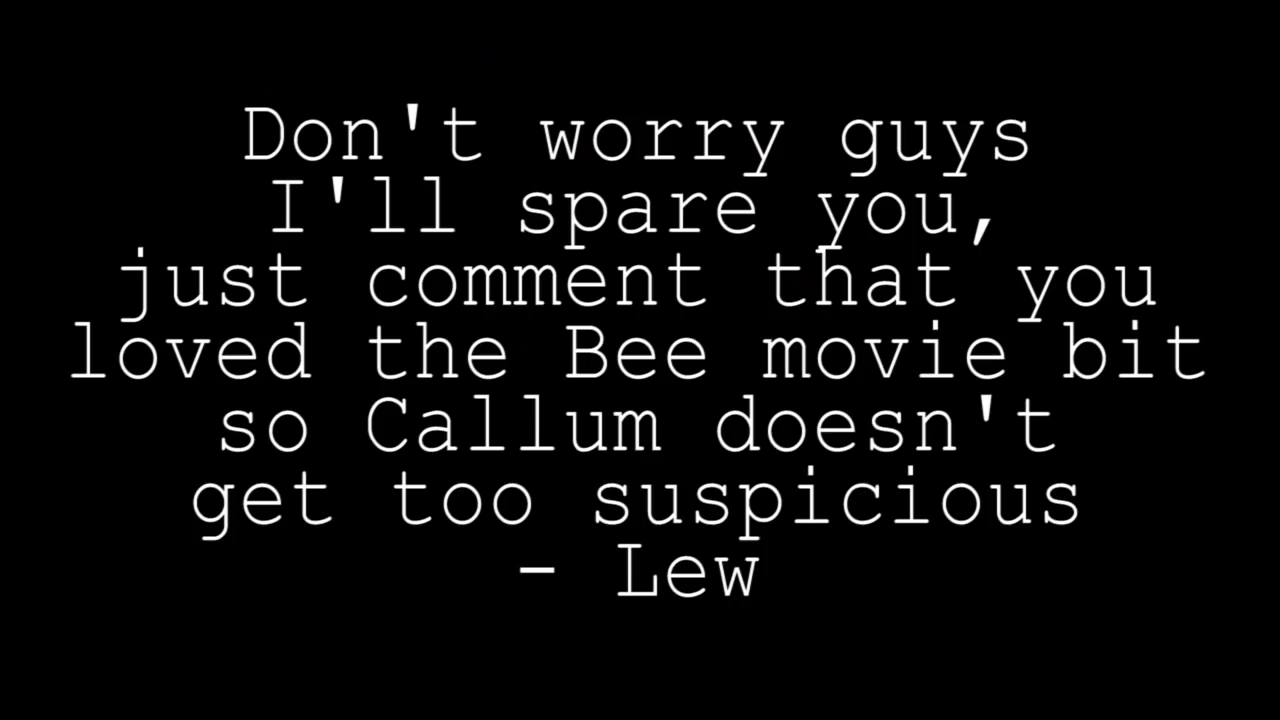 Don't worry guys
I'll spare you,
just comment that you
loved the Bee movie bit
so Callum doesn't
get too suspicious
- Lew